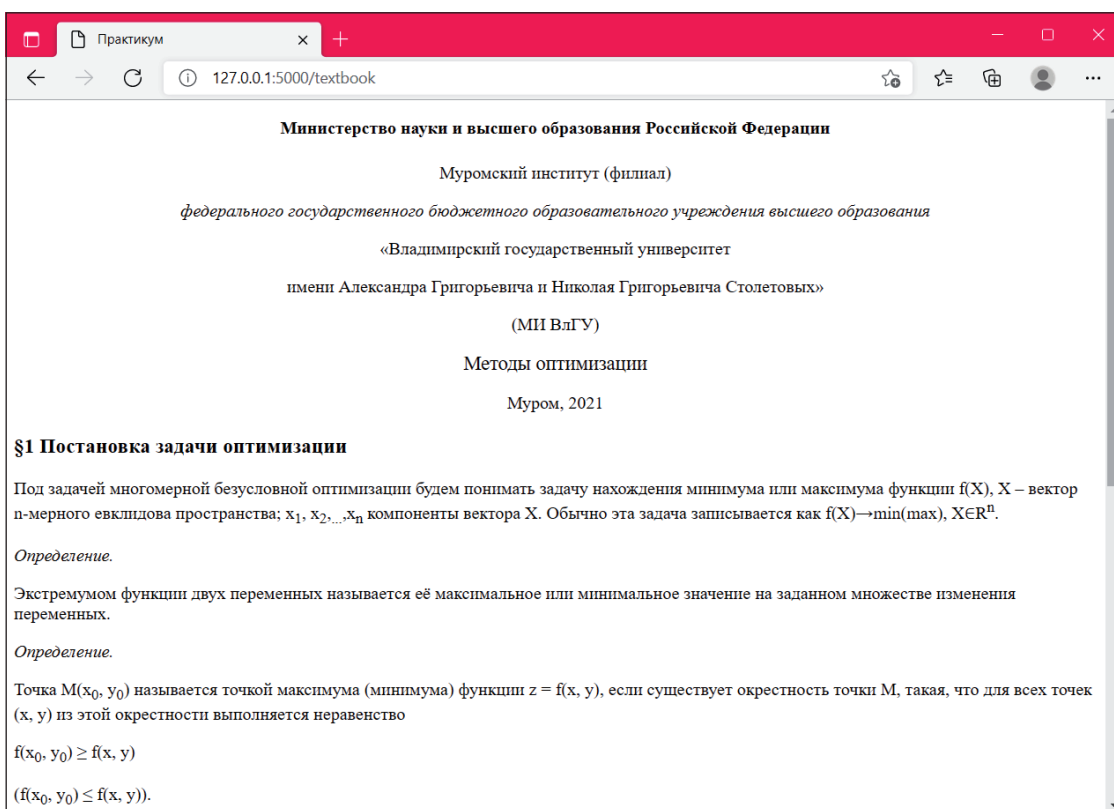 Практикум
127.0.0.1:5000/textbook
Министерство науки и высшего образования Российской Федерации
Муромский институт (филиал)
федерального государственного бюджетного образовательного учреждения высшего образования
«Владимирский государственный университет
имени Александра Григорьевича и Николая Григорьевича Столетовых»
(МИ ВлГУ)
Методы оптимизации
Муром, 2021
§1 Постановка задачи оптимизации
Под задачей многомерной безусловной оптимизации будем понимать задачу нахождения минимума или максимума функции f(X), X – вектор
n-мерного евклидова пространства; x₁, x₂,...,xₙ компоненты вектора X. Обычно эта задача записывается как f(X)→min(max), X∈Rⁿ.
Определение.
Экстремумом функции двух переменных называется её максимальное или минимальное значение на заданном множестве изменения
переменных.
Определение.
Точка M(x₀, y₀) называется точкой максимума (минимума) функции z = f(x, y), если существует окрестность точки M, такая, что для всех точек
(x, y) из этой окрестности выполняется неравенство
f(x₀, y₀) ≥ f(x, y)
(f(x₀, y₀) ≤ f(x, y)).